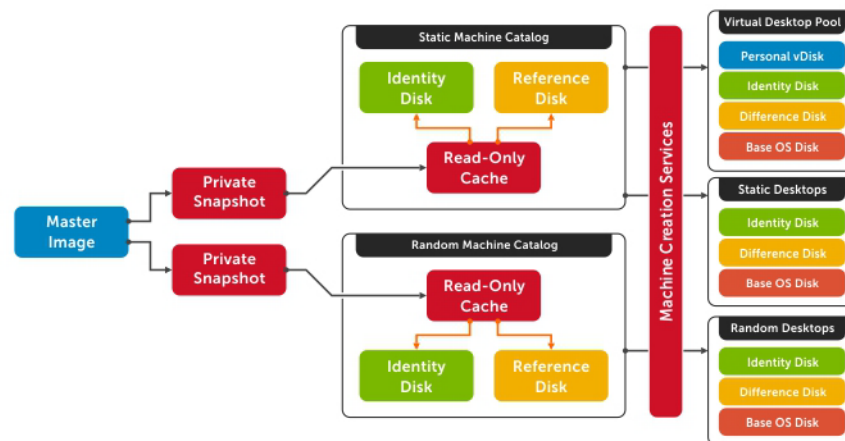 Master
Image
Private
Snapshot
Private
Snapshot
Static Machine Catalog
Identity
Disk
Reference
Disk
Read-Only
Cache
Random Machine Catalog
Read-Only
Cache
Identity
Disk
Reference
Disk
Machine Creation Services
Virtual Desktop Pool
Personal vDisk
Identity Disk
Difference Disk
Base OS Disk
Static Desktops
Identity Disk
Difference Disk
Base OS Disk
Random Desktops
Identity Disk
Difference Disk
Base OS Disk